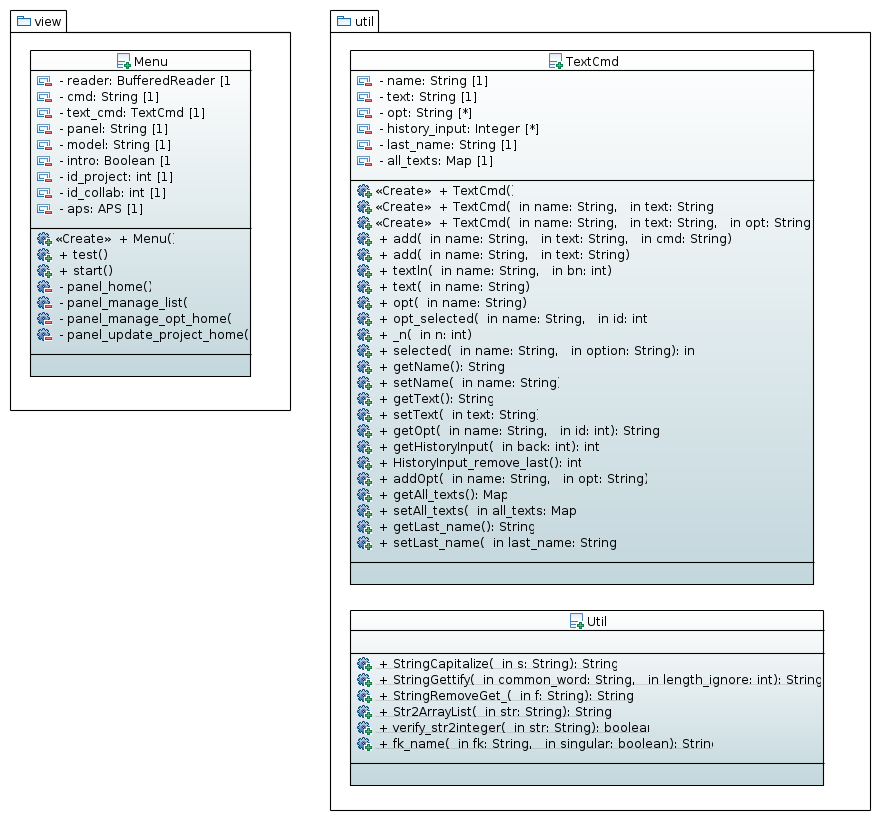 view
Menu
- reader: BufferedReader [1
- cmd: String [1]
- text_cmd: TextCmd [1]
- panel: String [1]
- model: String [1]
- intro: Boolean [1
- id_project: int [1]
- id_collab: int [1]
- aps: APS [1]
«Create» + Menu()
+ test()
+ start()
- panel_home()
- panel_manage_list(
- panel_manage_opt_home(
- panel_update_project_home(
util
TextCmd
- name: String [1]
- text: String [1]
- opt: String [*]
- history_input: Integer [*]
- last_name: String [1]
- all_texts: Map [1]
«Create» + TextCmd()
«Create» + TextCmd( in name: String, in text: String
«Create» + TextCmd( in name: String, in text: String, in opt: String
+ add( in name: String, in text: String, in cmd: String)
+ add( in name: String, in text: String)
+ textln( in name: String, in bn: int)
+ text( in name: String)
+ opt( in name: String)
+ opt_selected( in name: String, in id: int
+ _n( in n: int)
+ selected( in name: String, in option: String): in
+ getName(): String
+ setName( in name: String)
+ getText(): String
+ setText( in text: String)
+ getOpt( in name: String, in id: int): String
+ getHistoryInput( in back: int): int
+ HistoryInput_remove_last(): int
+ addOpt( in name: String, in opt: String)
+ getAll_texts(): Map
+ setAll_texts( in all_texts: Map
+ getLast_name(): String
+ setLast_name( in last_name: String
Util
+ StringCapitalize( in s: String): String
+ StringGettify( in common_word: String, in length_ignore: int): String
+ StringRemoveGet_( in f: String): String
+ Str2ArrayList( in str: String): String
+ verify_str2integer( in str: String): boolean
+ fk_name( in fk: String, in singular: boolean): String